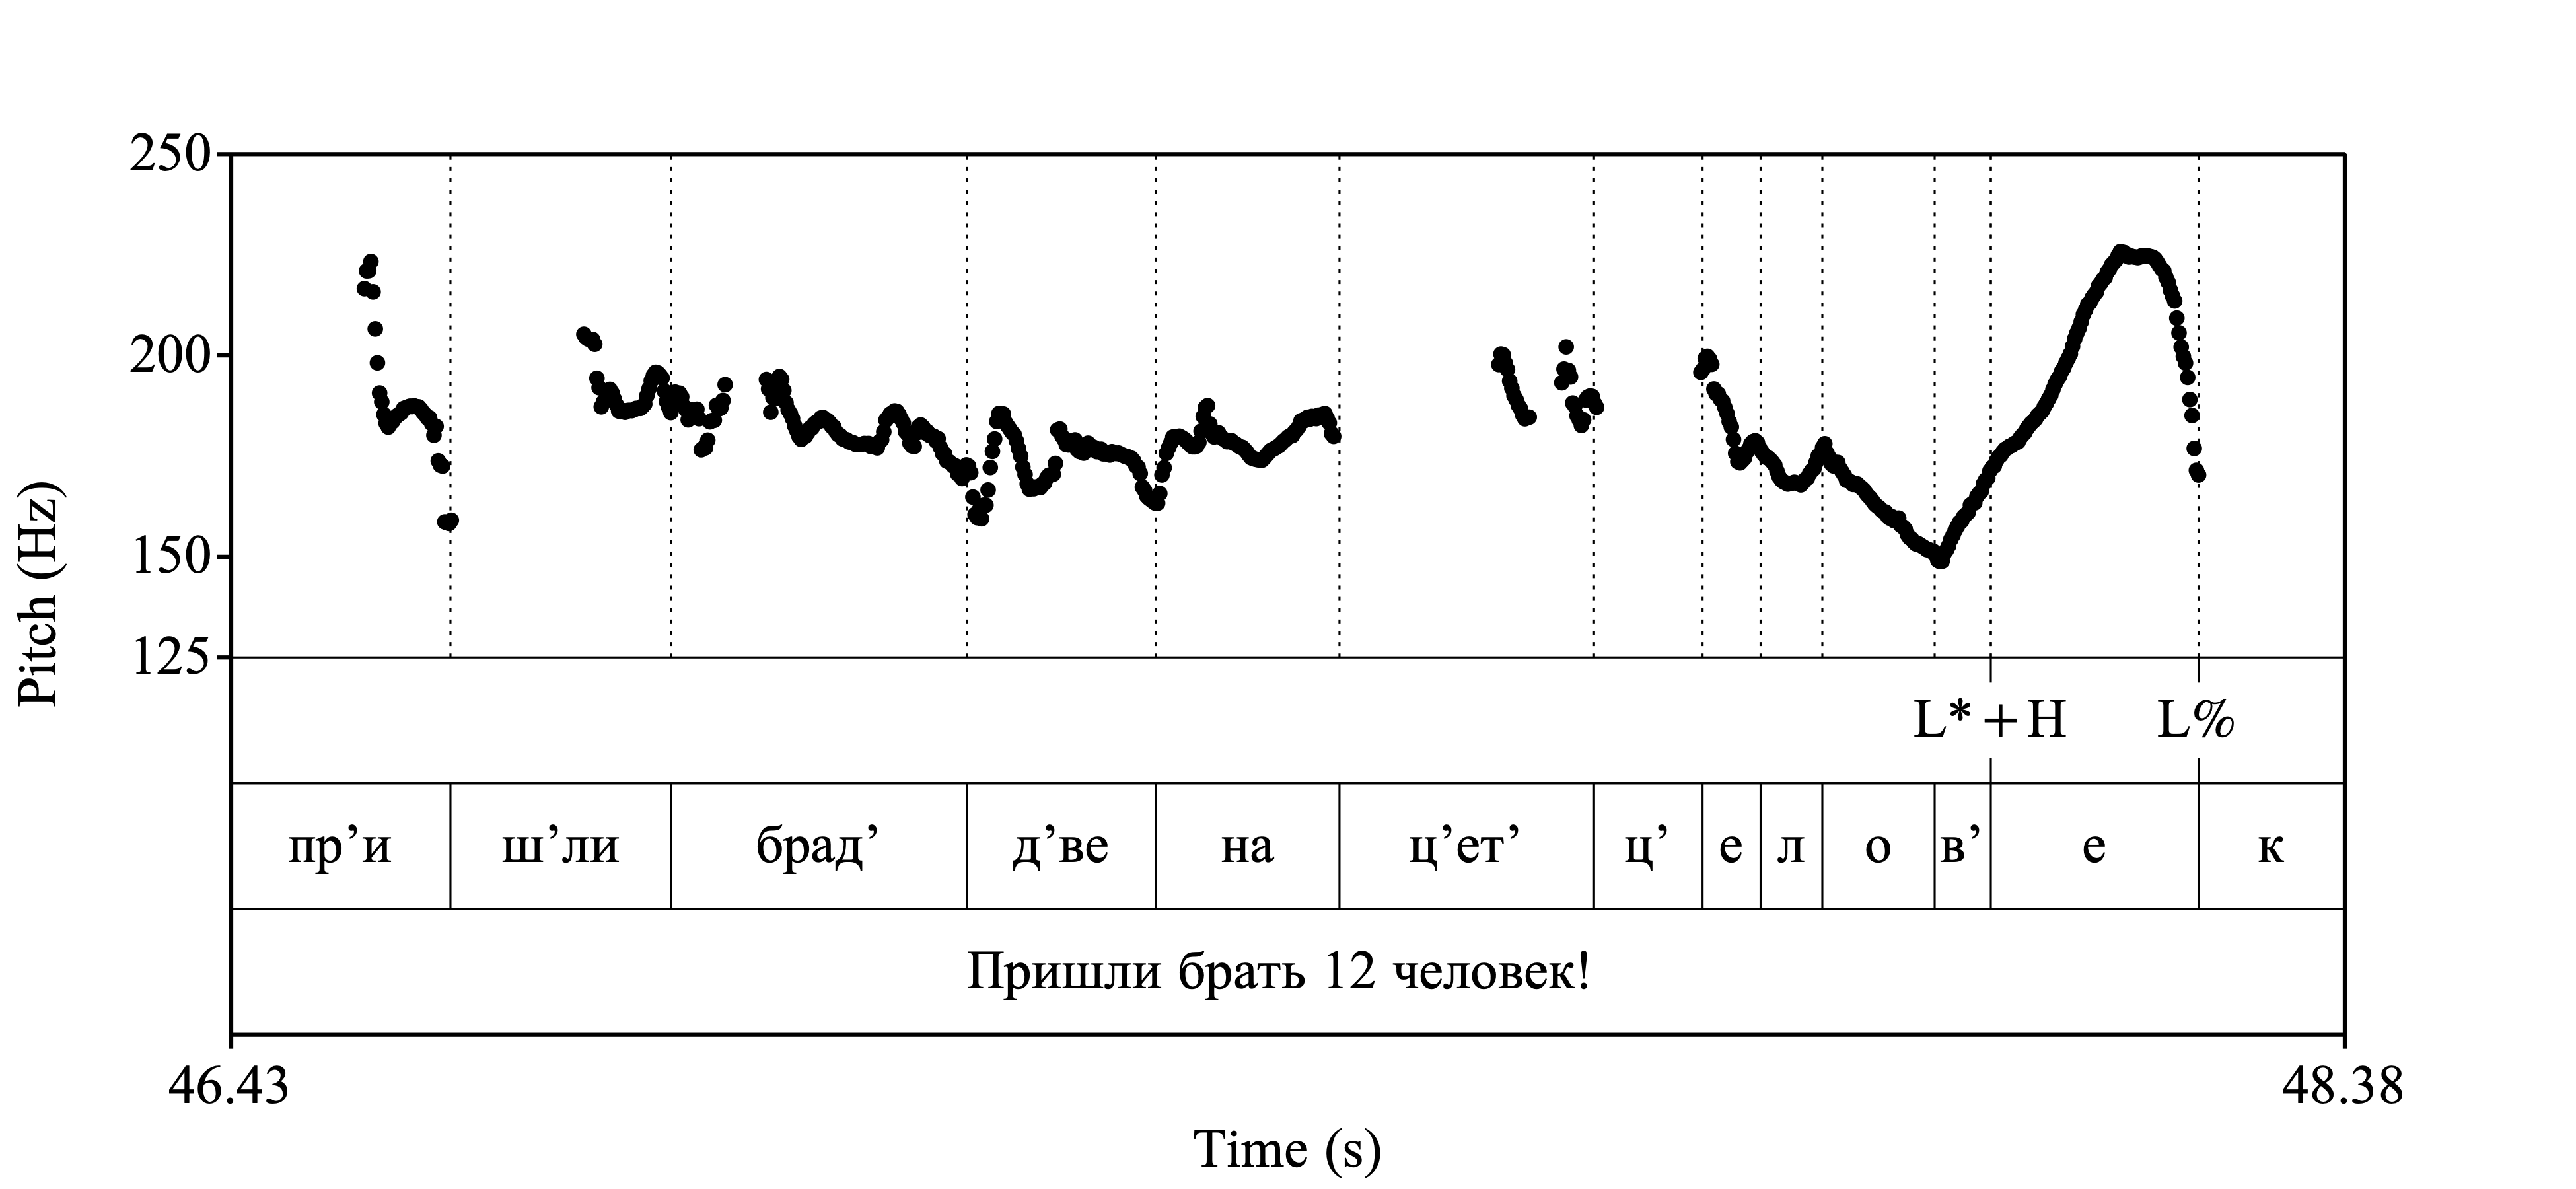 250
200
150
125
Pitch (Hz)
L* + H L%
пр’и ш’ли брад’ д’ве на ц’ет’ ц’ е л о в’ е к
Пришли брать 12 человек!
46.43 48.38
Time (s)